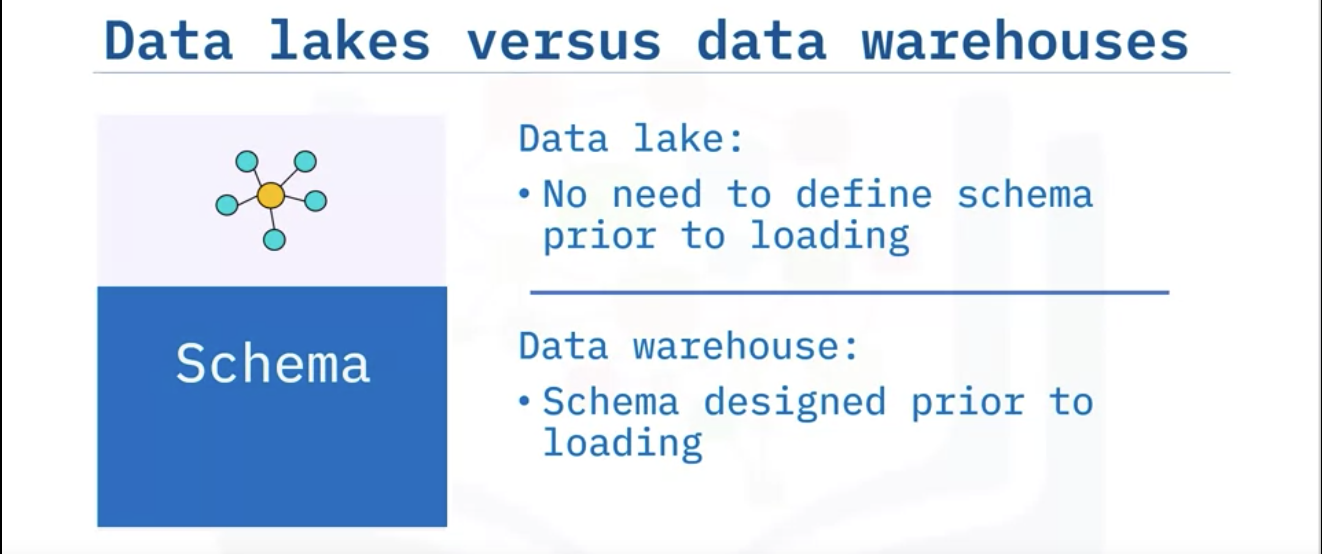 Data lakes versus data warehouses
Schema
Data lake:
• No need to define schema
prior to loading
Data warehouse:
• Schema designed prior to
loading